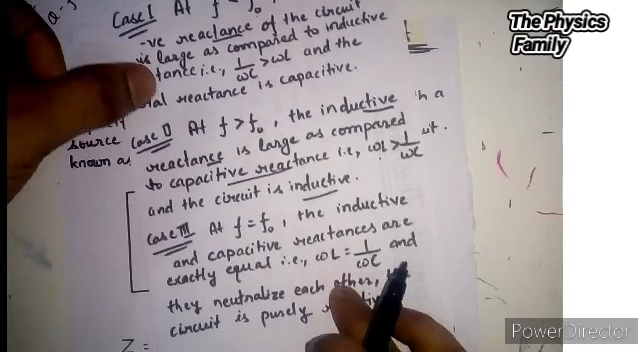 The Physics
Family
Case I At f
-ve reactance of the circuit
is large as compared to inductive
tance i.e., 1/ωC > ωL and the
reactance is capacitive.
source
known as
Case II At f > f₀, the inductive
reactance is large as compared
to capacitive reactance i.e., ωL > 1/ωC
and the circuit is inductive.
Case III At f = f₀, the inductive
and capacitive reactances are
exactly equal i.e., ωL = 1/ωC and
they neutralize each other,
circuit is purely
Z =
PowerDirector